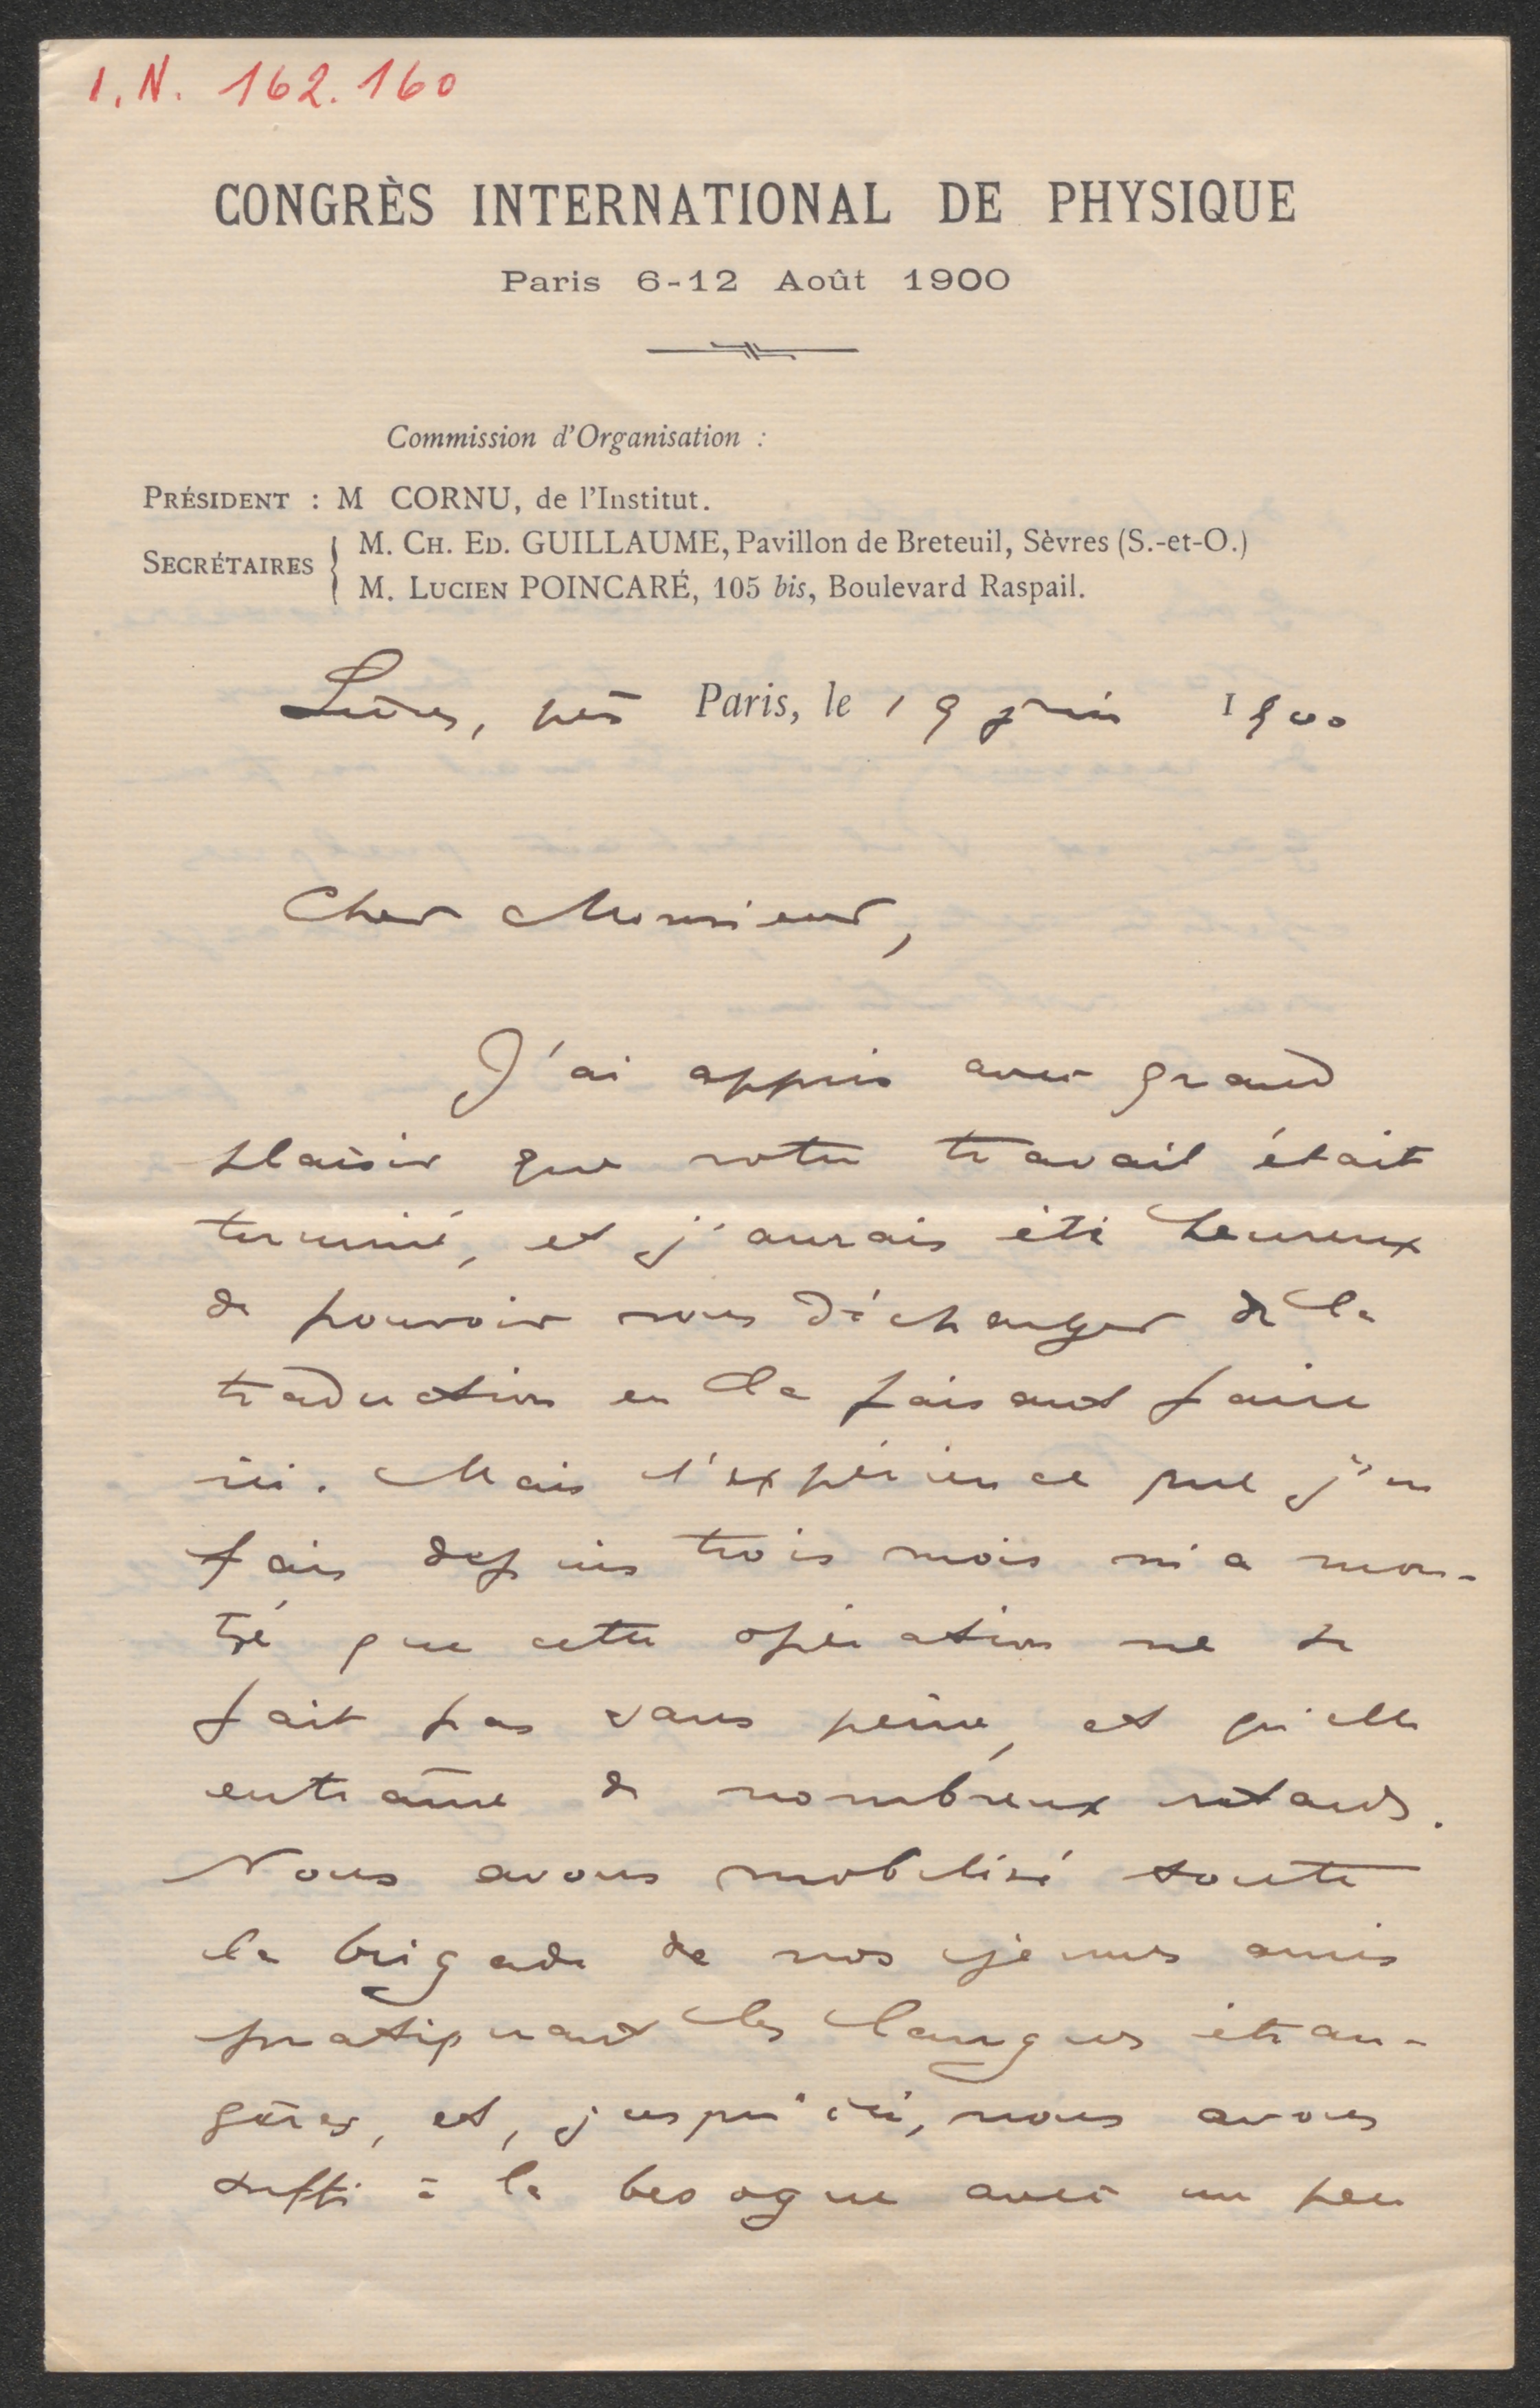 I.N. 162.160
CONGRÈS INTERNATIONAL DE PHYSIQUE
Paris 6-12 Août 1900
Commission d'Organisation :
PRÉSIDENT : M CORNU, de l'Institut.
SECRÉTAIRES { M. CH. ED. GUILLAUME, Pavillon de Breteuil, Sèvres (S.-et-O.)
M. LUCIEN POINCARÉ, 105 bis, Boulevard Raspail.
Sèvres, près Paris, le 19 juin 1900
Cher Monsieur,
J'ai appris avec grand
plaisir que votre travail était
terminé, et j'aurais été heureux
de pouvoir vous décharger de la
traduction en la faisant faire
ici. Mais l'expérience que j'en
fais depuis trois mois m'a mon-
tré que cette opération ne se
fait pas sans peine, et qu'elle
entraîne de nombreux retards.
Nous avons mobilisé toute
la brigade de nos jeunes amis
pratiquant les langues étran-
gères, et, jusqu'ici, nous avons
suffi à la besogne avec un peu